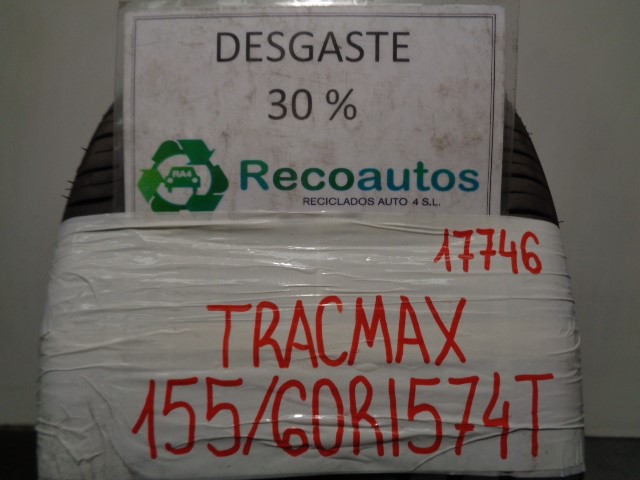 DESGASTE
30 %
RA4
Recoautos
RECICLADOS AUTO 4 S.L.
17746
TRACMAX
155/60R1574T